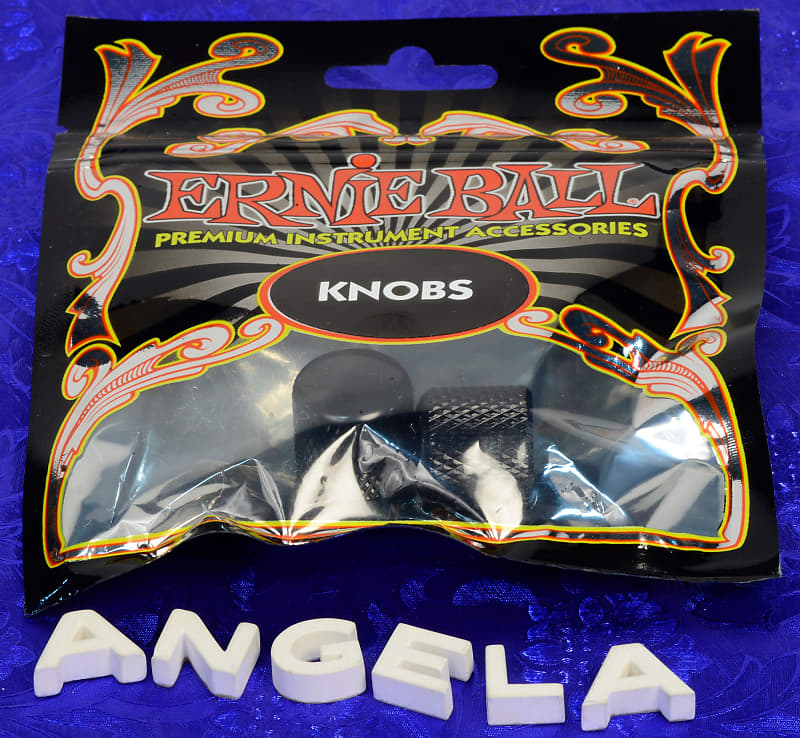 ERNiE BALL
PREMIUM INSTRUMENT ACCESSORIES
KNOBS
ANGELA